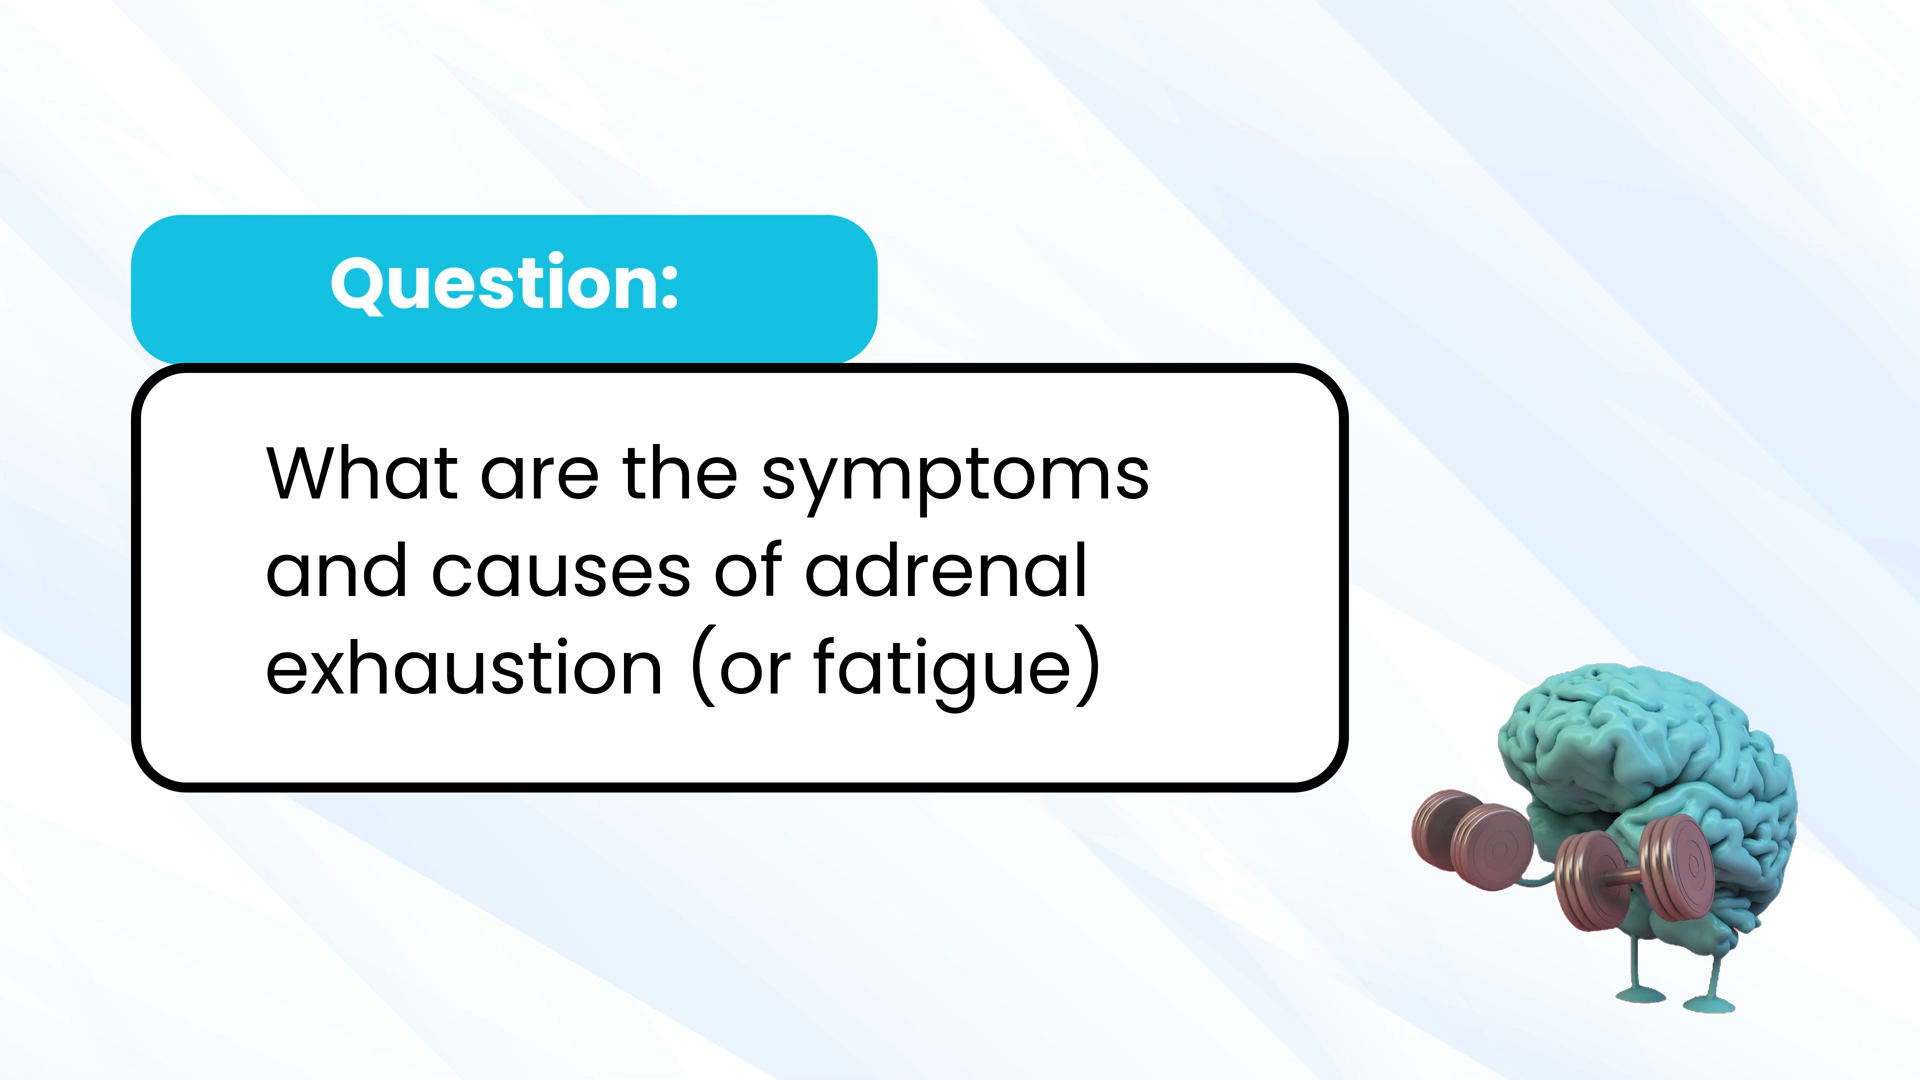 Question:
What are the symptoms
and causes of adrenal
exhaustion (or fatigue)